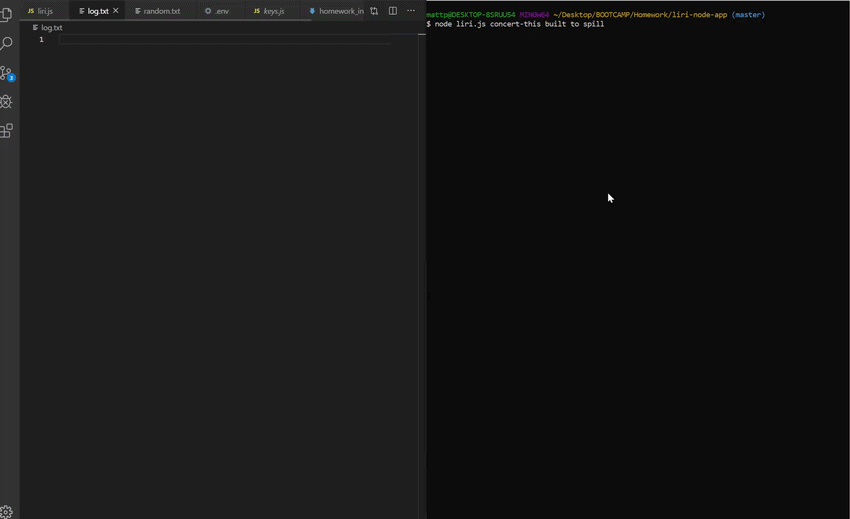 JS liri.js log.txt random.txt .env JS keys.js homework_in
log.txt
1
2
mattp@DESKTOP-8SRUU54 MINGW64 ~/Desktop/BOOTCAMP/Homework/liri-node-app (master)
$ node liri.js concert-this built to spill